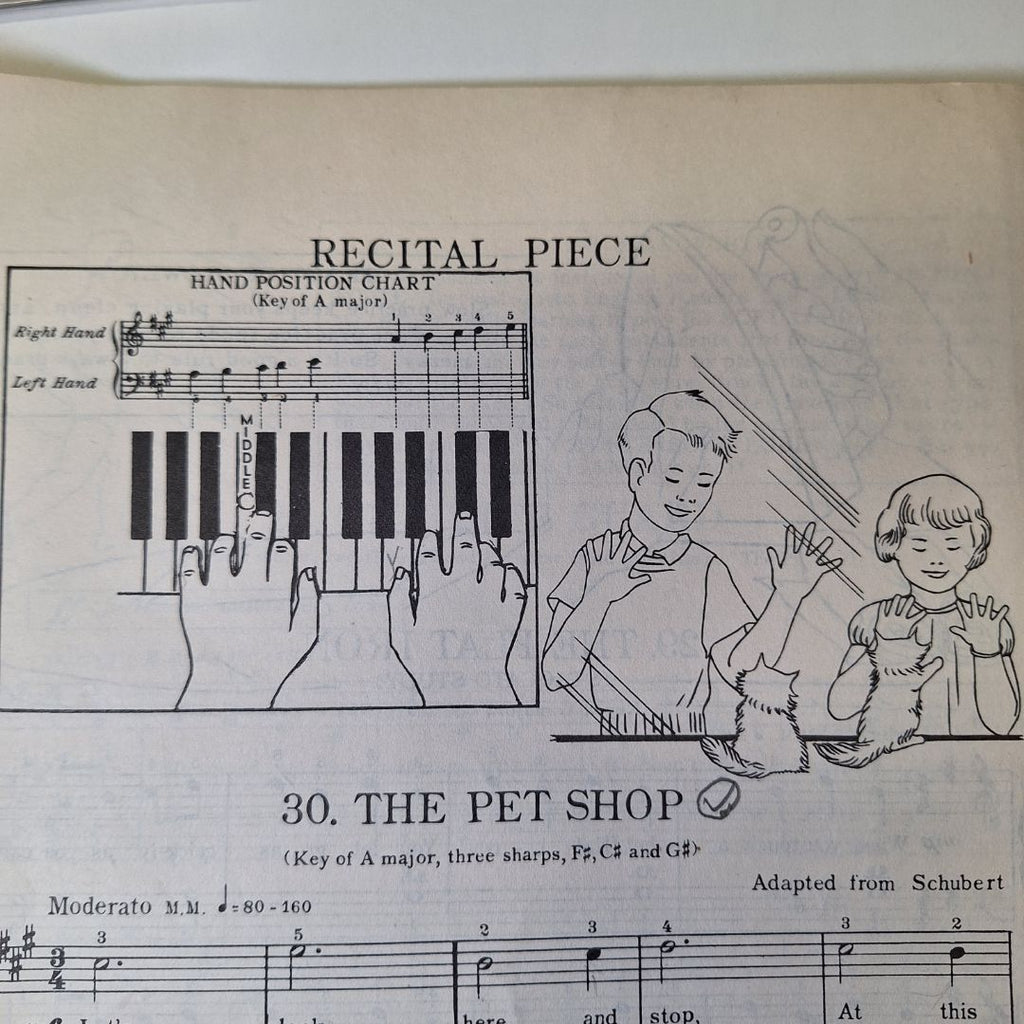 RECITAL PIECE
HAND POSITION CHART
(Key of A major)
Right Hand
1 2 3 4 5
Left Hand
5 4 3 2 1
MIDDLE
C
30. THE PET SHOP
(Key of A major, three sharps, F♯, C♯ and G♯)
Adapted from Schubert
Moderato M.M. ♩=80-160
3 5 2 3 4 3 2
3
4
here and stop, At this